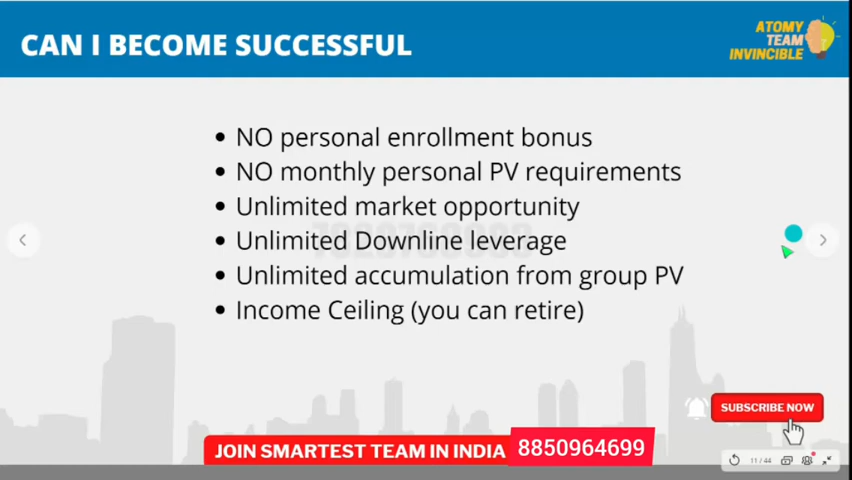 CAN I BECOME SUCCESSFUL
ATOMY
TEAM
INVINCIBLE
• NO personal enrollment bonus
• NO monthly personal PV requirements
• Unlimited market opportunity
• Unlimited Downline leverage
• Unlimited accumulation from group PV
• Income Ceiling (you can retire)
SUBSCRIBE NOW
JOIN SMARTEST TEAM IN INDIA 8850964699
11 / 44